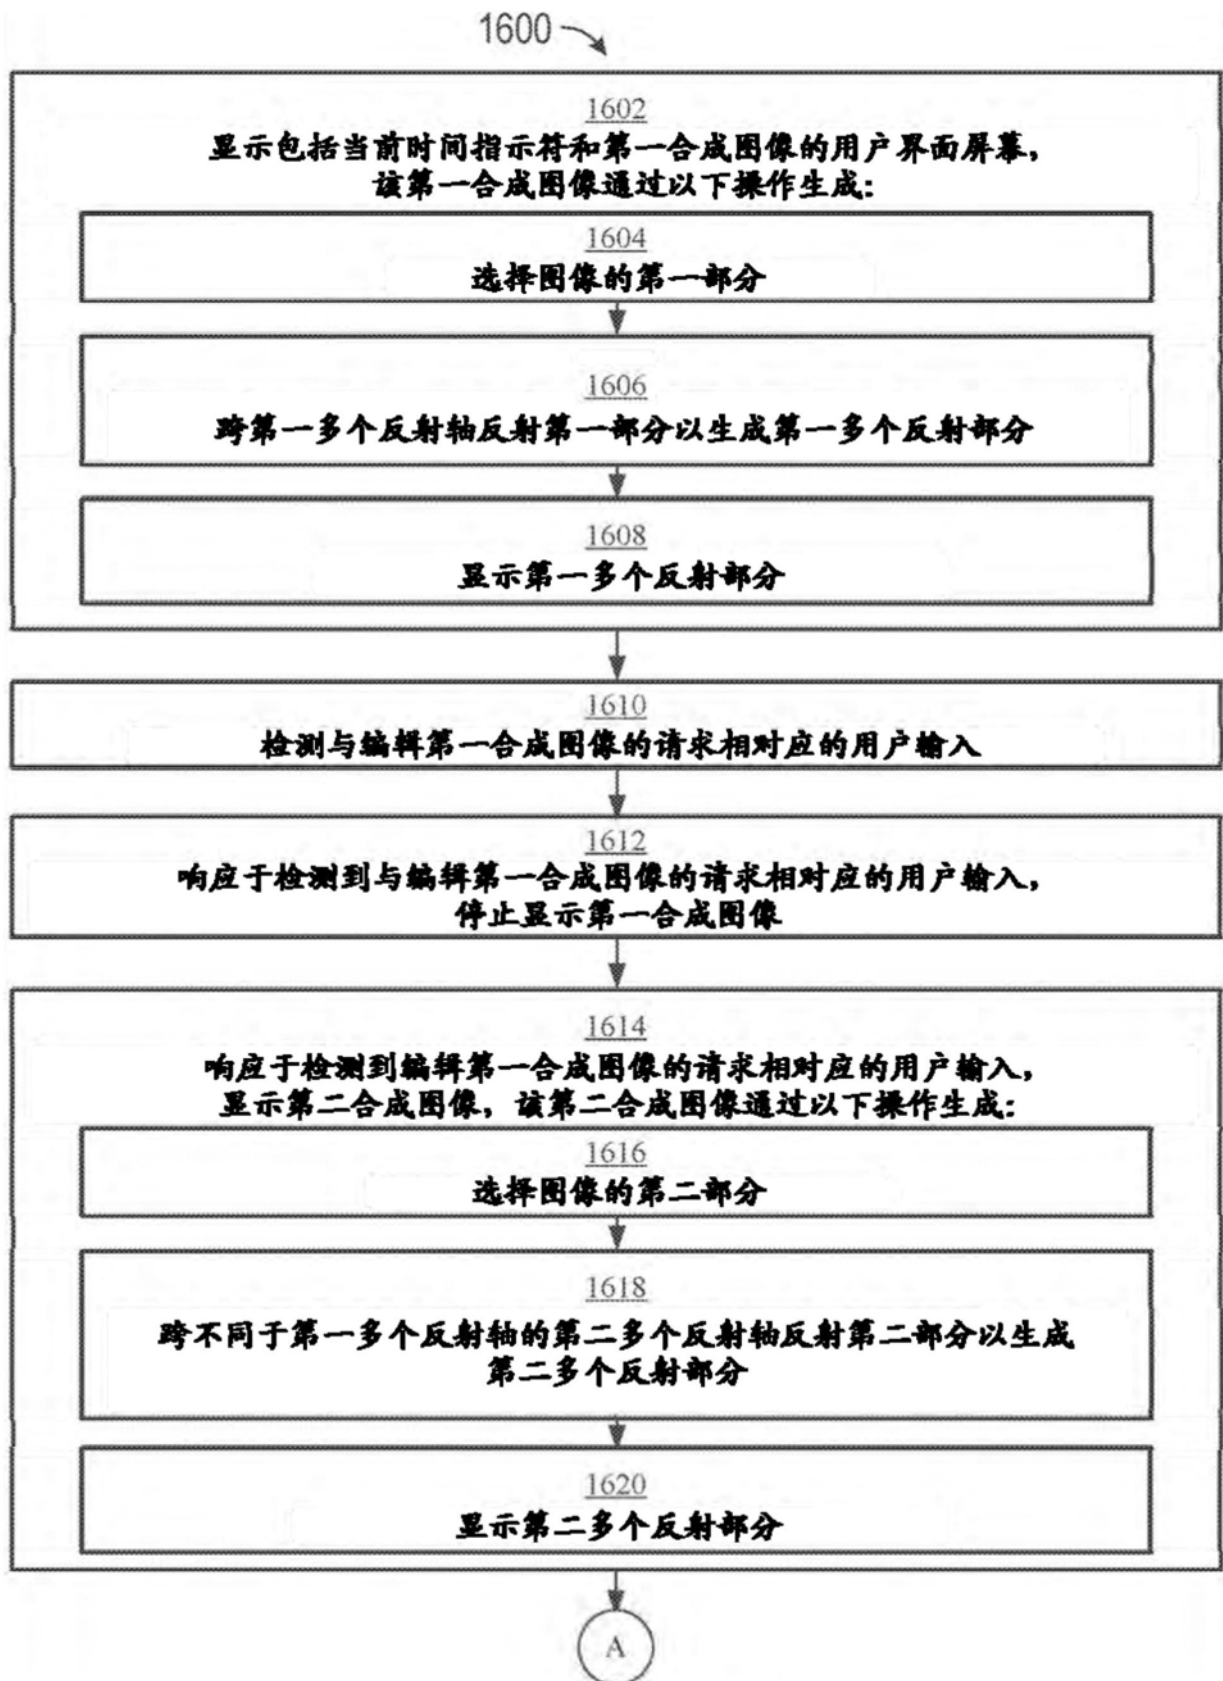 1600
1602
显示包括当前时间指示符和第一合成图像的用户界面屏幕，
该第一合成图像通过以下操作生成：
1604
选择图像的第一部分
1606
跨第一多个反射轴反射第一部分以生成第一多个反射部分
1608
显示第一多个反射部分
1610
检测与编辑第一合成图像的请求相对应的用户输入
1612
响应于检测到与编辑第一合成图像的请求相对应的用户输入，
停止显示第一合成图像
1614
响应于检测到编辑第一合成图像的请求相对应的用户输入，
显示第二合成图像，该第二合成图像通过以下操作生成：
1616
选择图像的第二部分
1618
跨不同于第一多个反射轴的第二多个反射轴反射第二部分以生成
第二多个反射部分
1620
显示第二多个反射部分
A